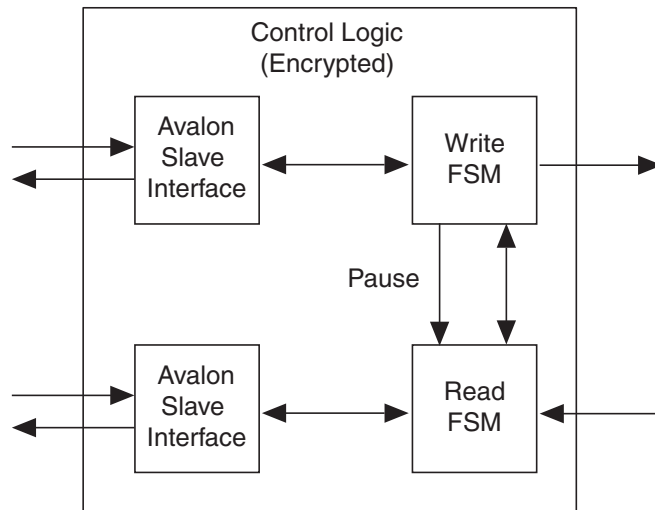 Control Logic
(Encrypted)
Avalon
Slave
Interface
Write
FSM
Pause
Avalon
Slave
Interface
Read
FSM